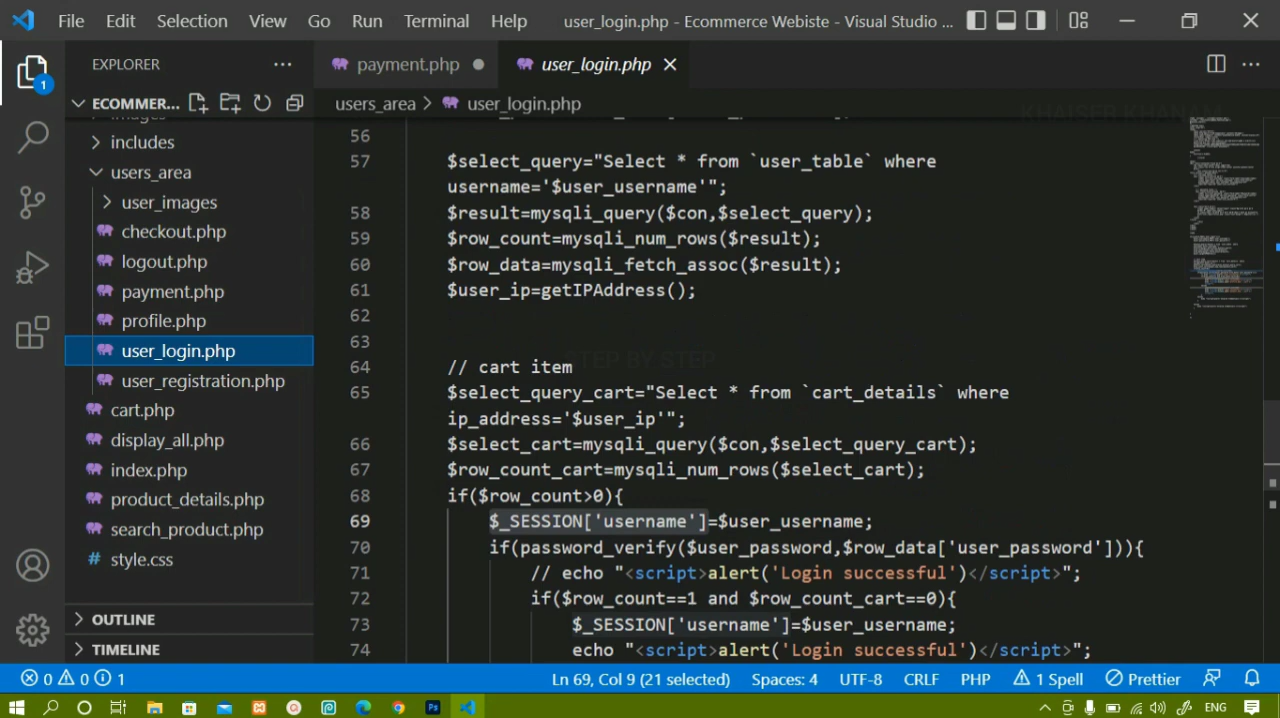 File Edit Selection View Go Run Terminal Help user_login.php - Ecommerce Webiste - Visual Studio ...
EXPLORER ...
payment.php
user_login.php
1
ECOMMER...
users_area > user_login.php
KHAISER KHANAM
images
includes
users_area
user_images
checkout.php
logout.php
payment.php
profile.php
user_login.php
user_registration.php
cart.php
display_all.php
index.php
product_details.php
search_product.php
# style.css
OUTLINE
TIMELINE
56
57 $select_query="Select * from `user_table` where
username='$user_username'";
58 $result=mysqli_query($con,$select_query);
59 $row_count=mysqli_num_rows($result);
60 $row_data=mysqli_fetch_assoc($result);
61 $user_ip=getIPAddress();
62
63
STEP BY STEP
64 // cart item
65 $select_query_cart="Select * from `cart_details` where
ip_address='$user_ip'";
66 $select_cart=mysqli_query($con,$select_query_cart);
67 $row_count_cart=mysqli_num_rows($select_cart);
68 if($row_count>0){
69 $_SESSION['username']=$user_username;
70 if(password_verify($user_password,$row_data['user_password'])){
71 // echo "<script>alert('Login successful')</script>";
72 if($row_count==1 and $row_count_cart==0){
73 $_SESSION['username']=$user_username;
74 echo "<script>alert('Login successful')</script>";
0 0 1 Ln 69, Col 9 (21 selected) Spaces: 4 UTF-8 CRLF PHP 1 Spell Prettier
Ps ENG